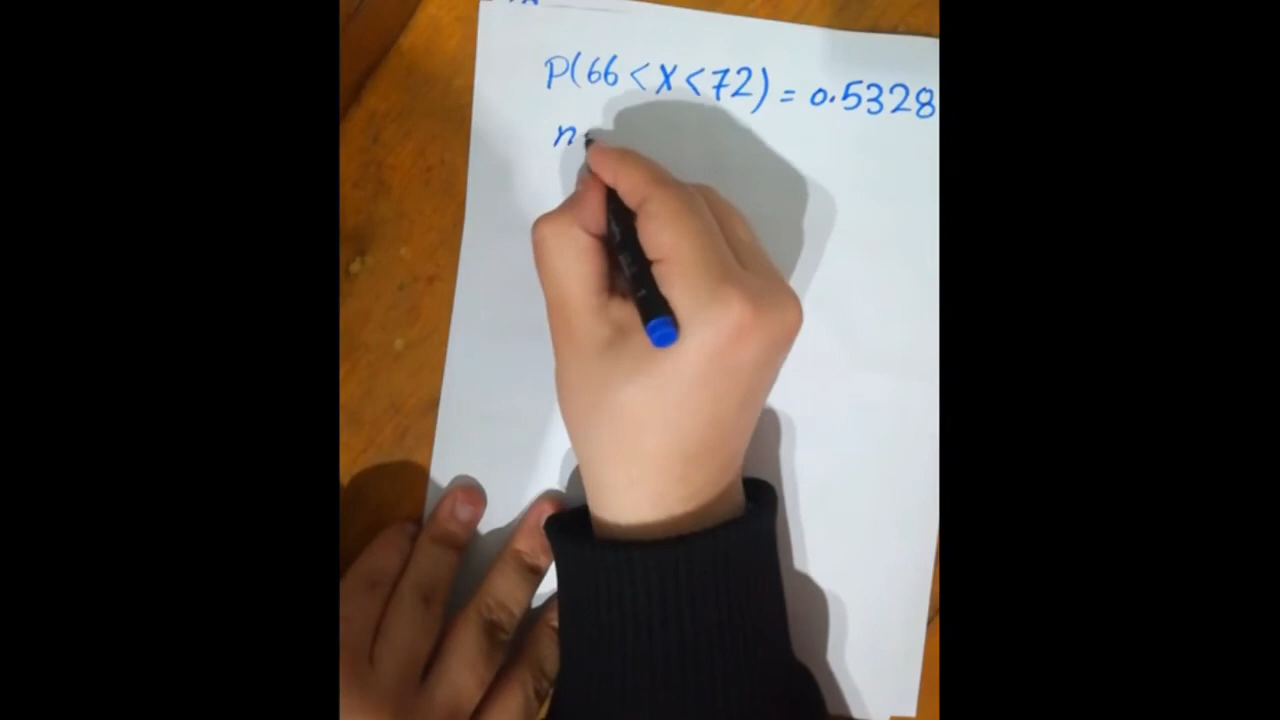 P(66 < X < 72) = 0.5328
n